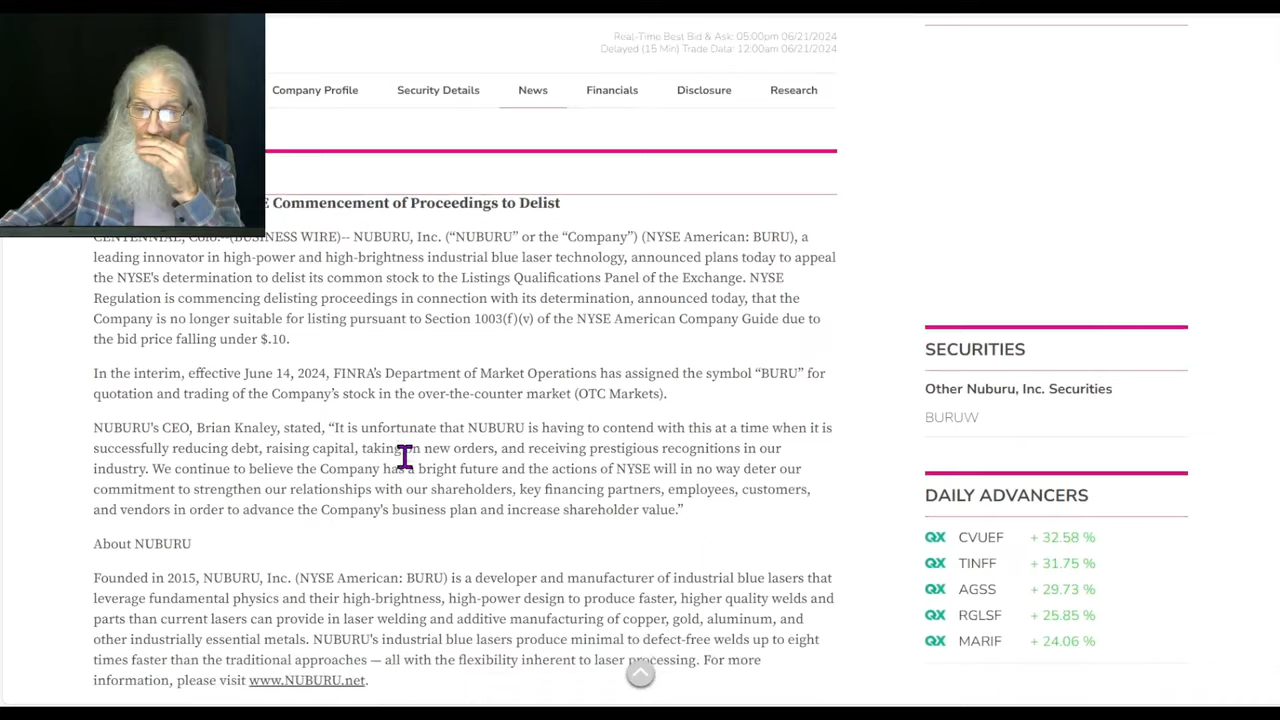 Real-Time Best Bid & Ask: 05:00pm 06/21/2024
Delayed (15 Min) Trade Data: 12:00am 06/21/2024
Company Profile
Security Details
News
Financials
Disclosure
Research
Commencement of Proceedings to Delist
CENTENNIAL, Colo.--(BUSINESS WIRE)-- NUBURU, Inc. (“NUBURU” or the “Company”) (NYSE American: BURU), a
leading innovator in high-power and high-brightness industrial blue laser technology, announced plans today to appeal
the NYSE's determination to delist its common stock to the Listings Qualifications Panel of the Exchange. NYSE
Regulation is commencing delisting proceedings in connection with its determination, announced today, that the
Company is no longer suitable for listing pursuant to Section 1003(f)(v) of the NYSE American Company Guide due to
the bid price falling under $.10.
In the interim, effective June 14, 2024, FINRA’s Department of Market Operations has assigned the symbol “BURU” for
quotation and trading of the Company’s stock in the over-the-counter market (OTC Markets).
NUBURU's CEO, Brian Knaley, stated, “It is unfortunate that NUBURU is having to contend with this at a time when it is
successfully reducing debt, raising capital, taking on new orders, and receiving prestigious recognitions in our
industry. We continue to believe the Company has a bright future and the actions of NYSE will in no way deter our
commitment to strengthen our relationships with our shareholders, key financing partners, employees, customers,
and vendors in order to advance the Company's business plan and increase shareholder value.”
About NUBURU
Founded in 2015, NUBURU, Inc. (NYSE American: BURU) is a developer and manufacturer of industrial blue lasers that
leverage fundamental physics and their high-brightness, high-power design to produce faster, higher quality welds and
parts than current lasers can provide in laser welding and additive manufacturing of copper, gold, aluminum, and
other industrially essential metals. NUBURU's industrial blue lasers produce minimal to defect-free welds up to eight
times faster than the traditional approaches — all with the flexibility inherent to laser processing. For more
information, please visit www.NUBURU.net.
SECURITIES
Other Nuburu, Inc. Securities
BURUW
DAILY ADVANCERS
QX CVUEF + 32.58 %
QX TINFF + 31.75 %
QX AGSS + 29.73 %
QX RGLSF + 25.85 %
QX MARIF + 24.06 %